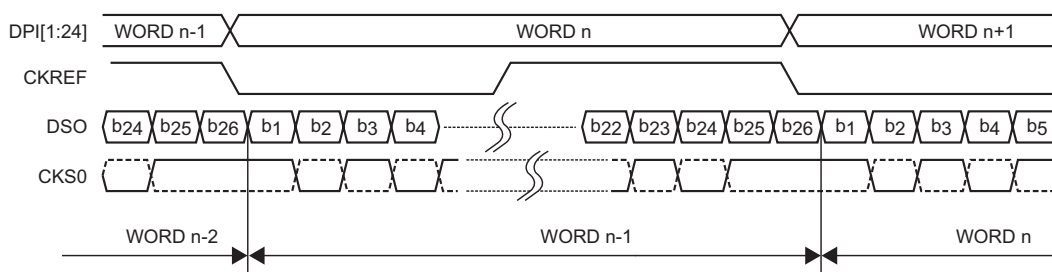 DPI[1:24] WORD n-1 WORD n WORD n+1
CKREF
DSO b24 b25 b26 b1 b2 b3 b4 b22 b23 b24 b25 b26 b1 b2 b3 b4 b5
CKS0
WORD n-2 WORD n-1 WORD n